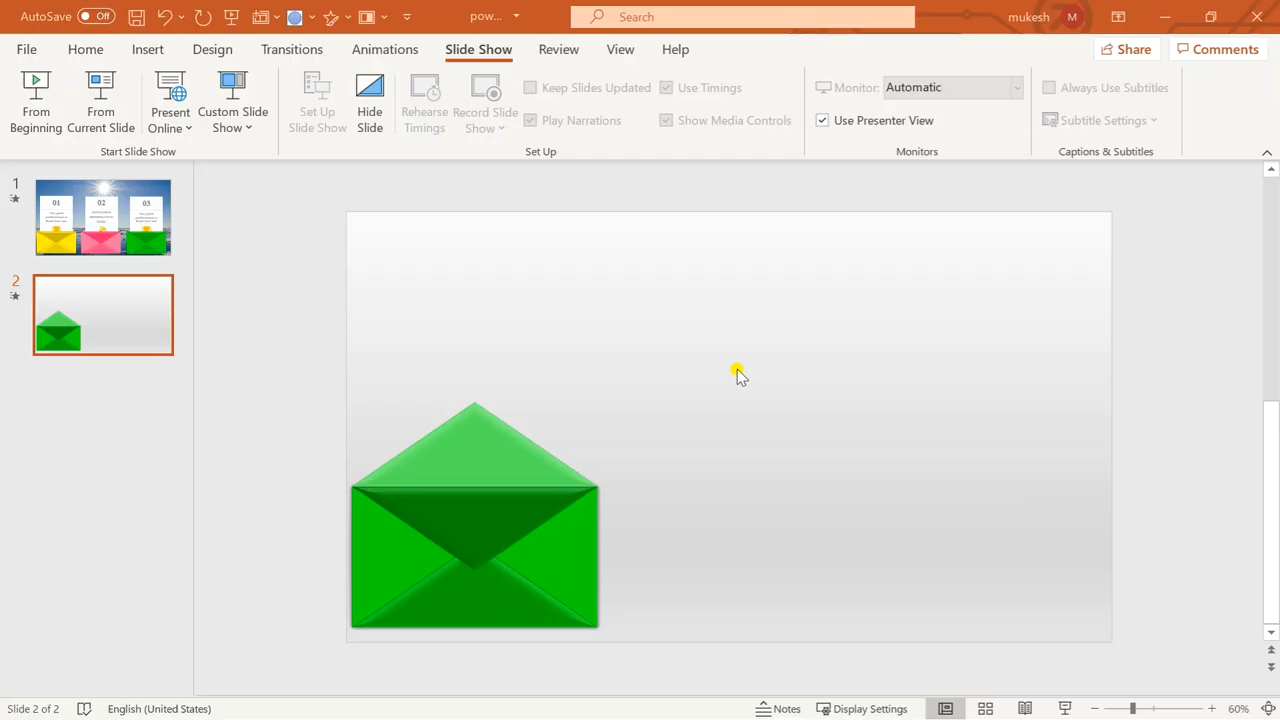 AutoSave Off pow... Search mukesh M
File Home Insert Design Transitions Animations Slide Show Review View Help Share Comments
From Beginning
From Current Slide
Present Online
Custom Slide Show
Set Up Slide Show
Hide Slide
Rehearse Timings
Record Slide Show
Keep Slides Updated
Play Narrations
Use Timings
Show Media Controls
Monitor: Automatic
Use Presenter View
Always Use Subtitles
Subtitle Settings
Start Slide Show Set Up Monitors Captions & Subtitles
1
01 02 03
2
Slide 2 of 2 English (United States) Notes Display Settings 60%